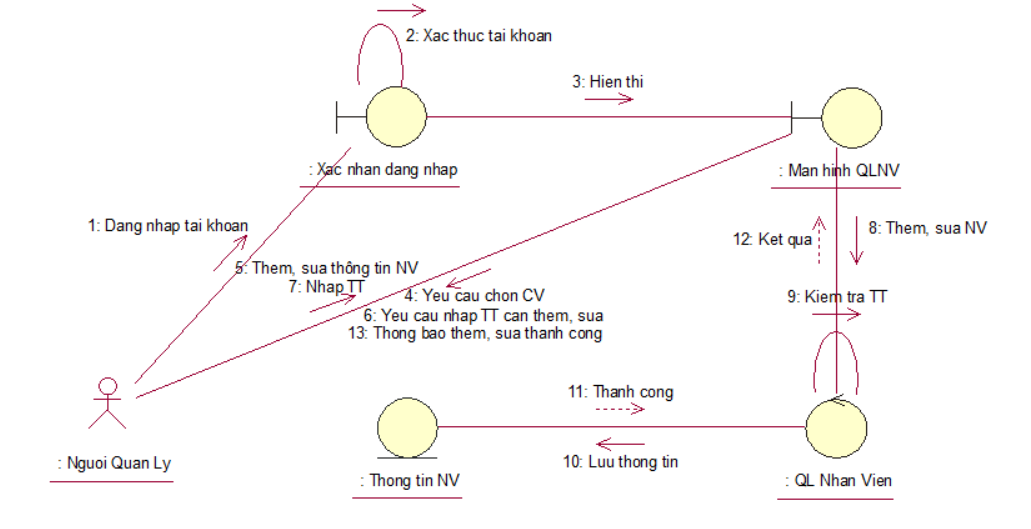 2: Xac thuc tai khoan
3: Hien thi
: Xac nhan dang nhap
: Man hinh QLNV
1: Dang nhap tai khoan
8: Them, sua NV
12: Ket qua
5: Them, sua thông tin NV
7: Nhap TT
4: Yeu cau chon CV
9: Kiem tra TT
6: Yeu cau nhap TT can them, sua
13: Thong bao them, sua thanh cong
11: Thanh cong
: Nguoi Quan Ly
10: Luu thong tin
: Thong tin NV
: QL Nhan Vien